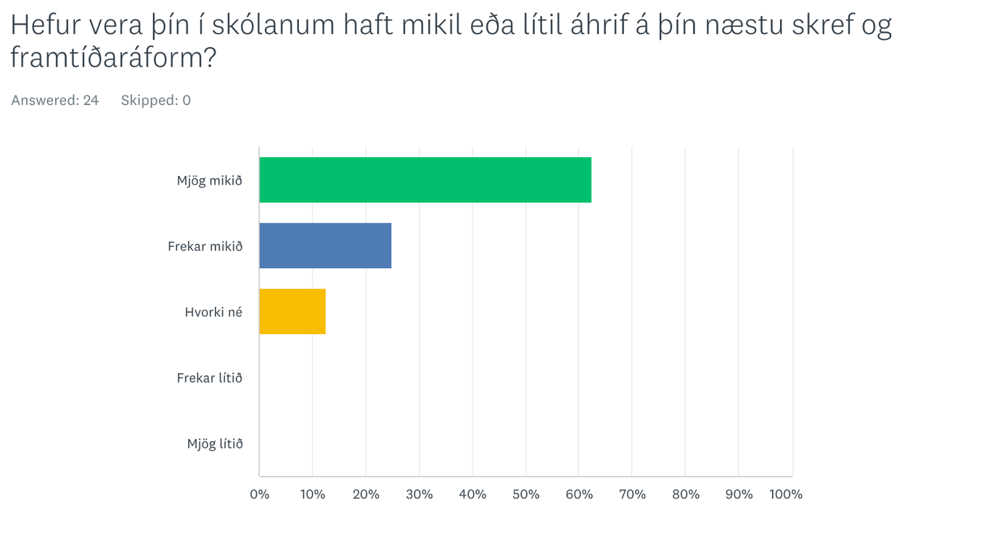 Hefur vera þín í skólanum haft mikil eða lítil áhrif á þín næstu skref og
framtíðaráform?
Answered: 24 Skipped: 0
Mjög mikið
Frekar mikið
Hvorki né
Frekar lítið
Mjög lítið
0% 10% 20% 30% 40% 50% 60% 70% 80% 90% 100%